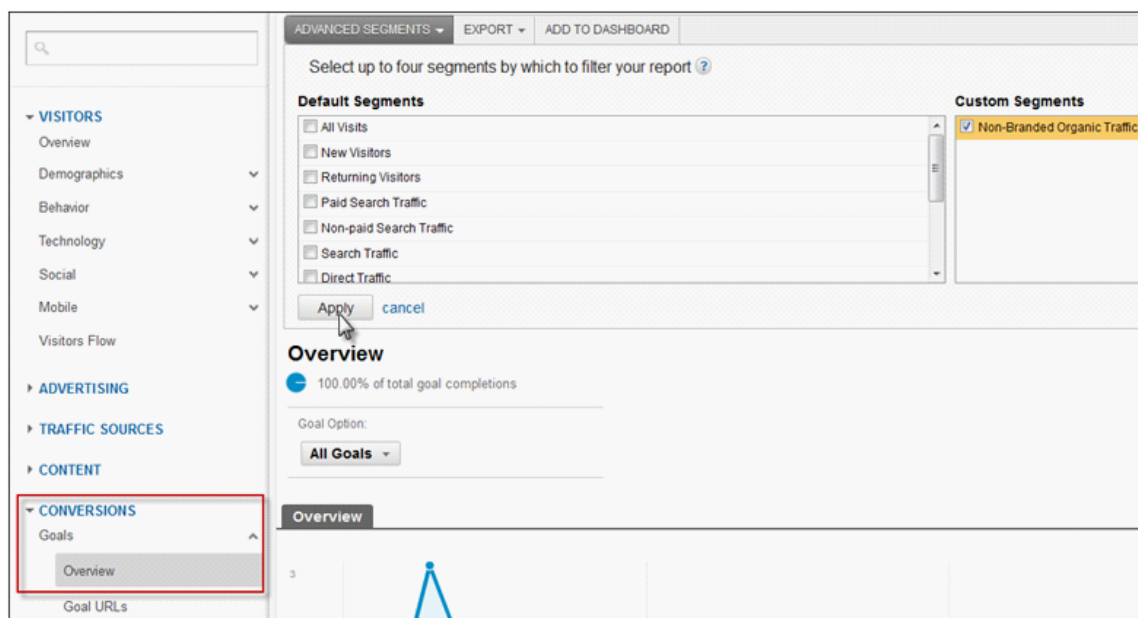 ADVANCED SEGMENTS EXPORT ADD TO DASHBOARD
Select up to four segments by which to filter your report ?
Default Segments
All Visits
New Visitors
Returning Visitors
Paid Search Traffic
Non-paid Search Traffic
Search Traffic
Direct Traffic
Custom Segments
Non-Branded Organic Traffic
Apply cancel
VISITORS
Overview
Demographics
Behavior
Technology
Social
Mobile
Visitors Flow
ADVERTISING
TRAFFIC SOURCES
CONTENT
CONVERSIONS
Goals
Overview
Goal URLs
Overview
100.00% of total goal completions
Goal Option:
All Goals
Overview
3